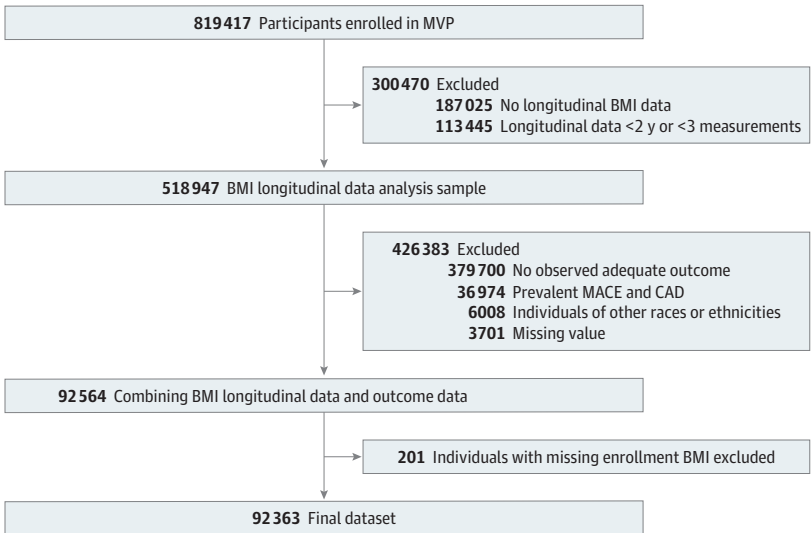 819417 Participants enrolled in MVP
300470 Excluded
187025 No longitudinal BMI data
113445 Longitudinal data <2 y or <3 measurements
518947 BMI longitudinal data analysis sample
426383 Excluded
379700 No observed adequate outcome
36974 Prevalent MACE and CAD
6008 Individuals of other races or ethnicities
3701 Missing value
92564 Combining BMI longitudinal data and outcome data
201 Individuals with missing enrollment BMI excluded
92363 Final dataset